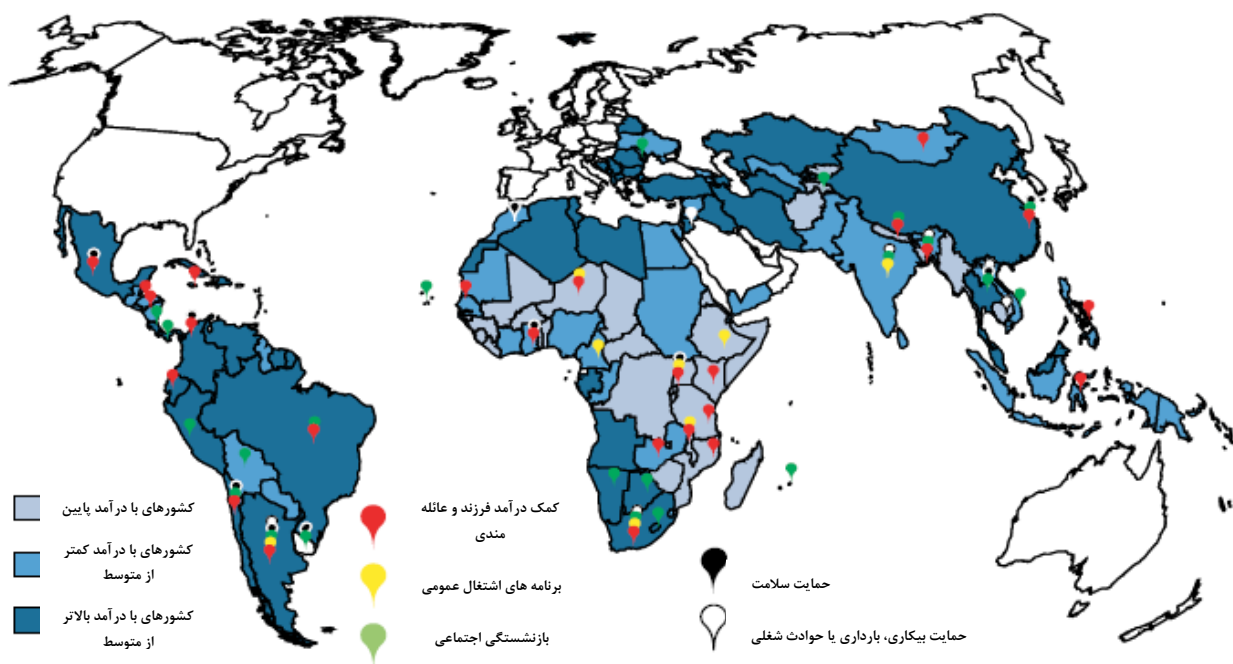 کشورهای با درآمد پایین
کشورهای با درآمد کمتر
از متوسط
کشورهای با درآمد بالاتر
از متوسط
کمک درآمد فرزند و عائله
مندی
برنامه های اشتغال عمومی
بازنشستگی اجتماعی
حمایت سلامت
حمایت بیکاری، بارداری یا حوادث شغلی